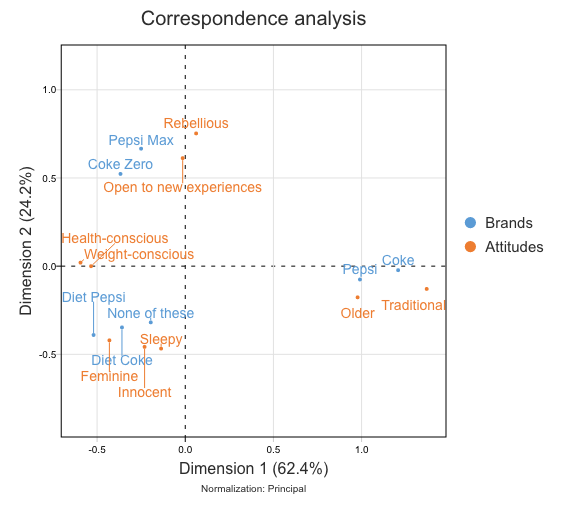 Correspondence analysis
1.0
Rebellious
Pepsi Max
Coke Zero
0.5
Open to new experiences
Brands
Health-conscious
Attitudes
Weight-conscious
Coke
0.0
Pepsi
Diet Pepsi
Traditional
None of these
Older
Sleepy
-0.5
Diet Coke
Feminine
Innocent
Dimension 2 (24.2%)
-0.5 0.0 0.5 1.0
Dimension 1 (62.4%)
Normalization: Principal